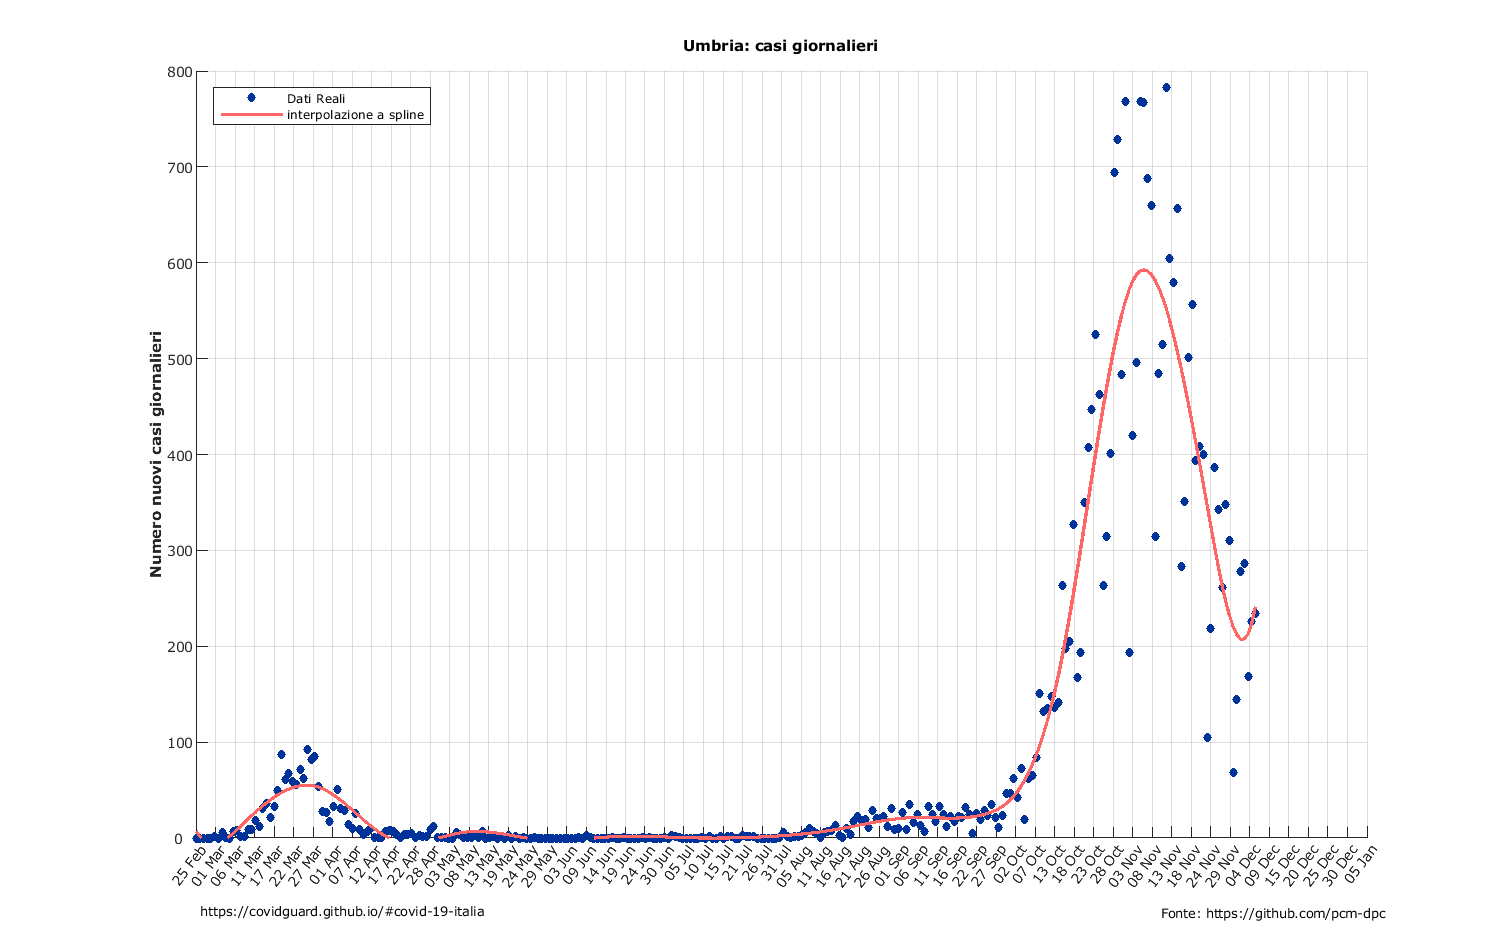 Umbria: casi giornalieri
Dati Reali
interpolazione a spline
Numero nuovi casi giornalieri
800
700
600
500
400
300
200
100
0
25 Feb
01 Mar
06 Mar
11 Mar
17 Mar
22 Mar
27 Mar
01 Apr
07 Apr
12 Apr
17 Apr
22 Apr
28 Apr
03 May
08 May
13 May
19 May
24 May
29 May
03 Jun
09 Jun
14 Jun
19 Jun
24 Jun
30 Jun
05 Jul
10 Jul
15 Jul
21 Jul
26 Jul
31 Jul
05 Aug
11 Aug
16 Aug
21 Aug
26 Aug
01 Sep
06 Sep
11 Sep
16 Sep
22 Sep
27 Sep
02 Oct
07 Oct
13 Oct
18 Oct
23 Oct
28 Oct
03 Nov
08 Nov
13 Nov
18 Nov
24 Nov
29 Nov
04 Dec
09 Dec
15 Dec
20 Dec
25 Dec
30 Dec
05 Jan
https://covidguard.github.io/#covid-19-italia
Fonte: https://github.com/pcm-dpc